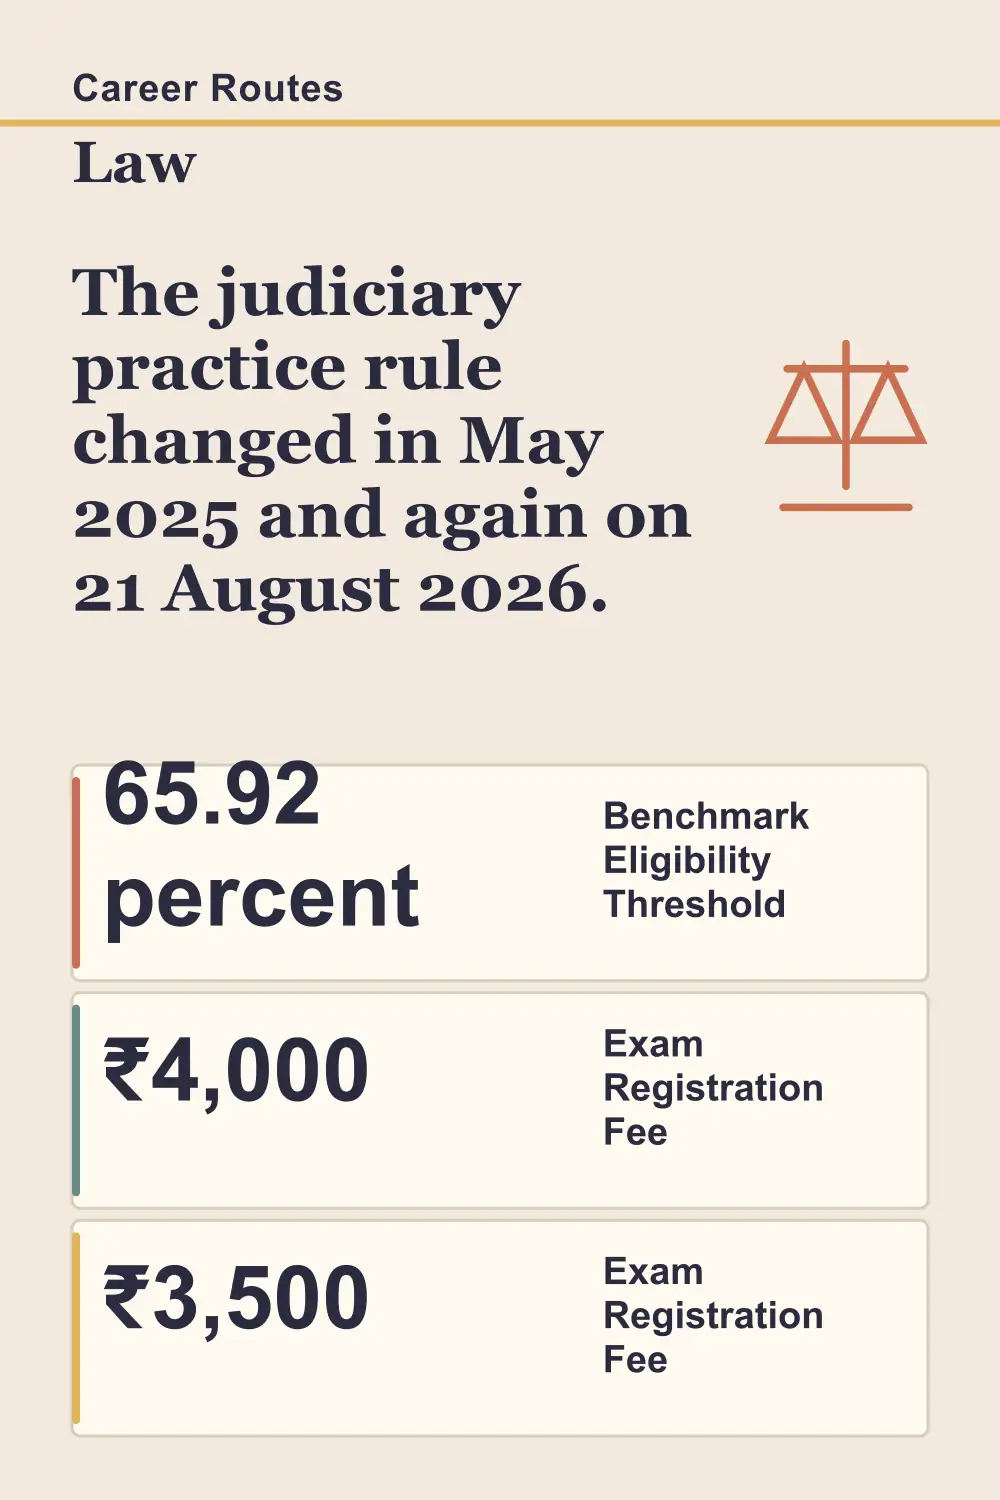 Career Routes
Law
The judiciary
practice rule
changed in May
2025 and again on
21 August 2026.
65.92
percent
Benchmark
Eligibility
Threshold
₹4,000
Exam
Registration
Fee
₹3,500
Exam
Registration
Fee